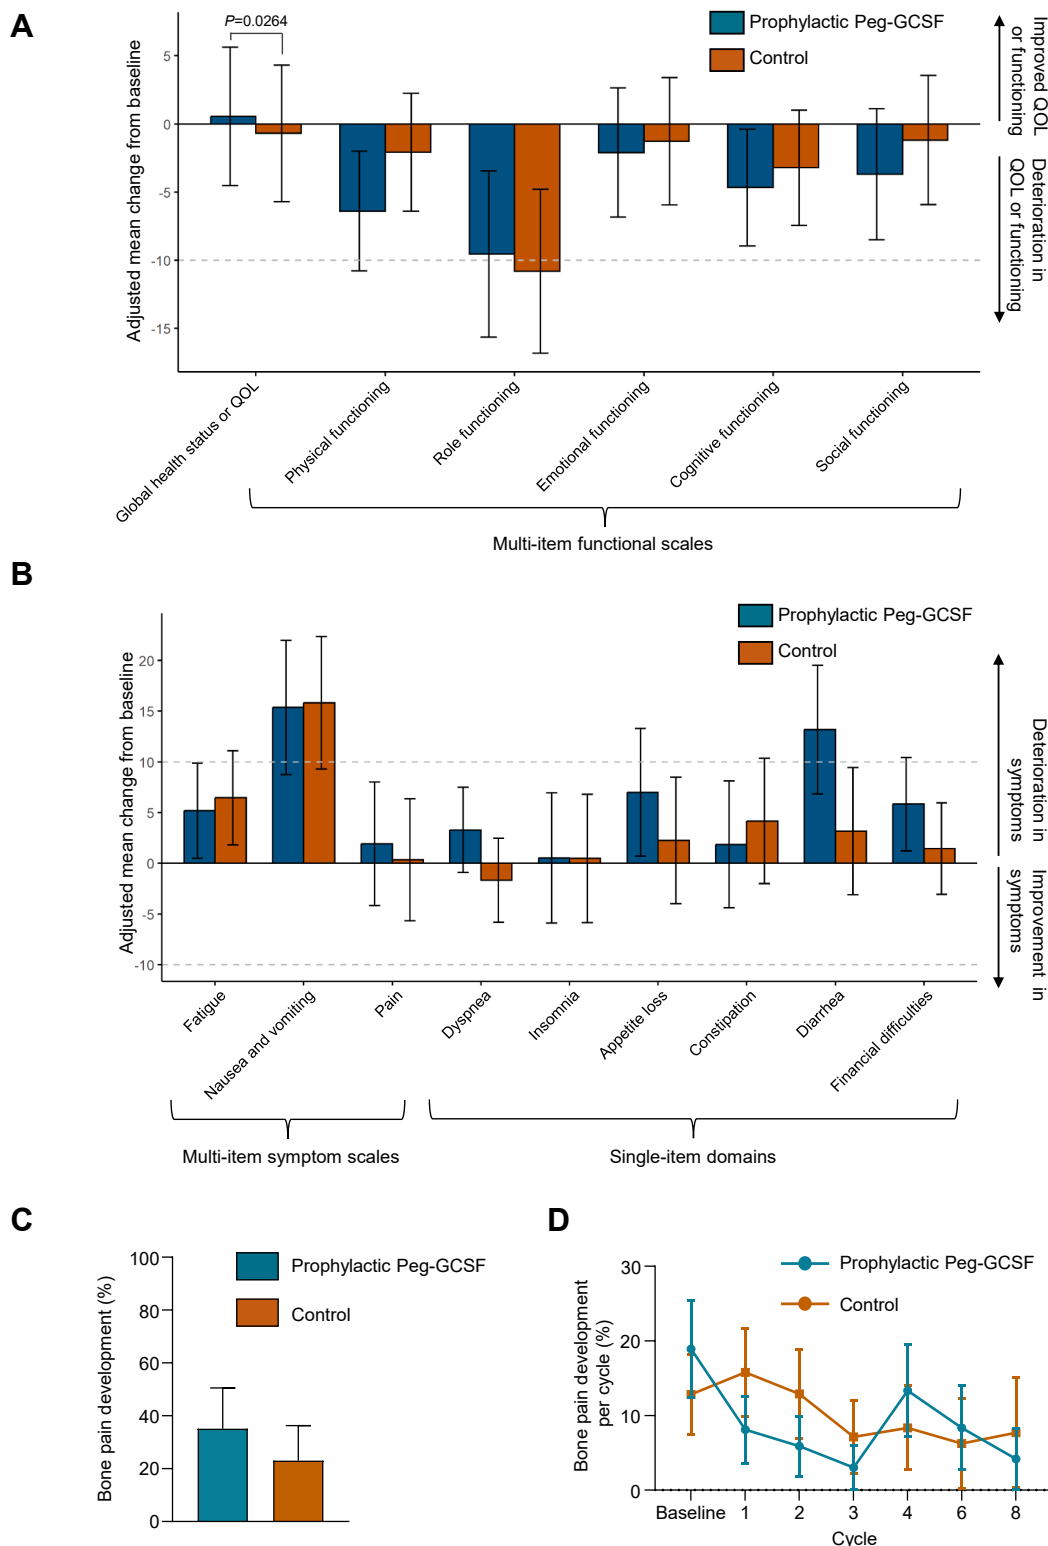 A
P=0.0264
Prophylactic Peg-GCSF
Control
Improved QOL
or functioning
Deterioration in
QOL or functioning
Adjusted mean change from baseline
5
0
-5
-10
-15
Global health status or QOL
Physical functioning
Role functioning
Emotional functioning
Cognitive functioning
Social functioning
Multi-item functional scales
B
Prophylactic Peg-GCSF
Control
Deterioration in
symptoms
Improvement in
symptoms
Adjusted mean change from baseline
20
15
10
5
0
-5
-10
Fatigue
Nausea and vomiting
Pain
Dyspnea
Insomnia
Appetite loss
Constipation
Diarrhea
Financial difficulties
Multi-item symptom scales
Single-item domains
C
Bone pain development (%)
100
80
60
40
20
0
Prophylactic Peg-GCSF
Control
D
Bone pain development
per cycle (%)
30
20
10
0
Prophylactic Peg-GCSF
Control
Baseline 1 2 3 4 6 8
Cycle